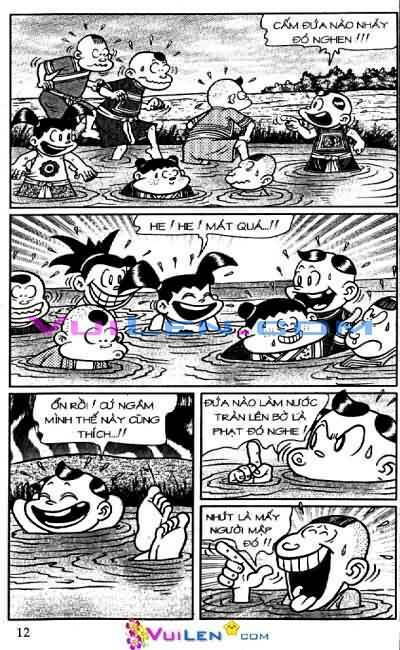 CẤM ĐỨA NÀO NHẢY
ĐÓ NGHEN !!!
HE ! HE ! MÁT QUÁ...!!
VuiLen.com
ỔN RỒI ! CỨ NGÂM
MÌNH THẾ NÀY CŨNG
THÍCH...!!
ĐỨA NÀO LÀM NƯỚC
TRÀN LÊN BỜ LÀ
PHẠT ĐÓ NGHE !
NHỨT LÀ MẤY
NGƯỜI MẬP
ĐÓ !!
12
VuiLen.com